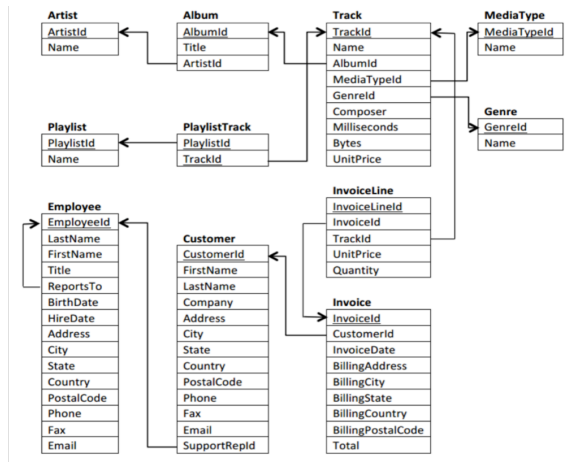 Artist
ArtistId
Name
Album
AlbumId
Title
ArtistId
Track
TrackId
Name
AlbumId
MediaTypeId
GenreId
Composer
Milliseconds
Bytes
UnitPrice
MediaType
MediaTypeId
Name
Genre
GenreId
Name
Playlist
PlaylistId
Name
PlaylistTrack
PlaylistId
TrackId
Employee
EmployeeId
LastName
FirstName
Title
ReportsTo
BirthDate
HireDate
Address
City
State
Country
PostalCode
Phone
Fax
Email
Customer
CustomerId
FirstName
LastName
Company
Address
City
State
Country
PostalCode
Phone
Fax
Email
SupportRepId
InvoiceLine
InvoiceLineId
InvoiceId
TrackId
UnitPrice
Quantity
Invoice
InvoiceId
CustomerId
InvoiceDate
BillingAddress
BillingCity
BillingState
BillingCountry
BillingPostalCode
Total